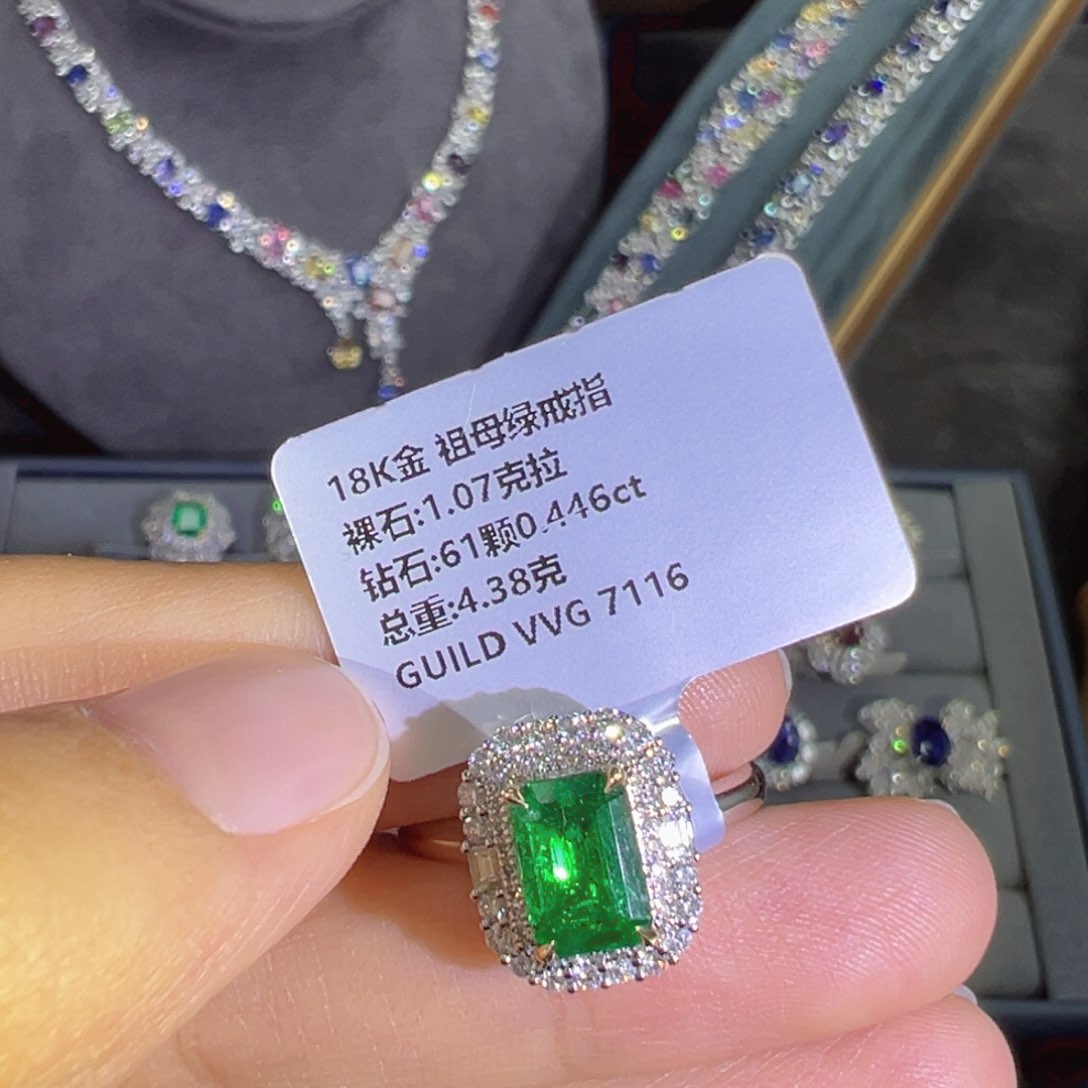 18K金 祖母绿戒指
裸石:1.07克拉
钻石:61颗0.446ct
总重:4.38克
GUILD VVG 7116